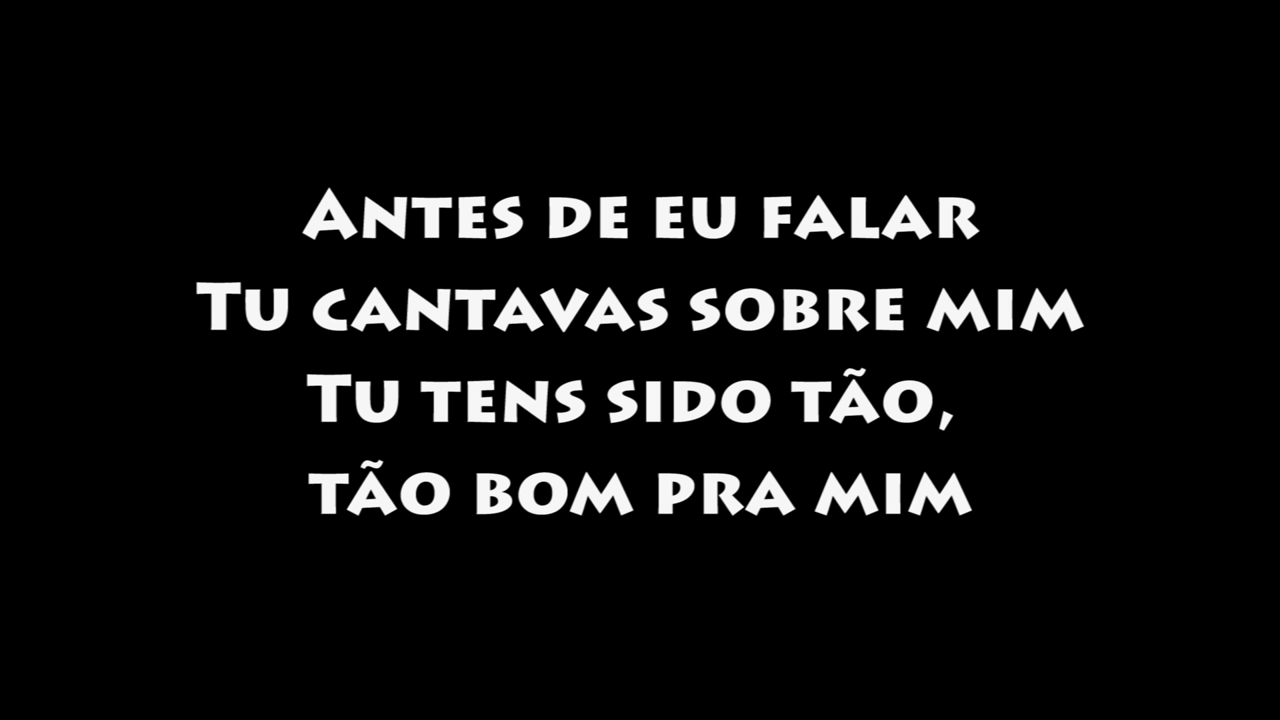 Antes de eu falar
Tu cantavas sobre mim
Tu tens sido tão,
tão bom pra mim